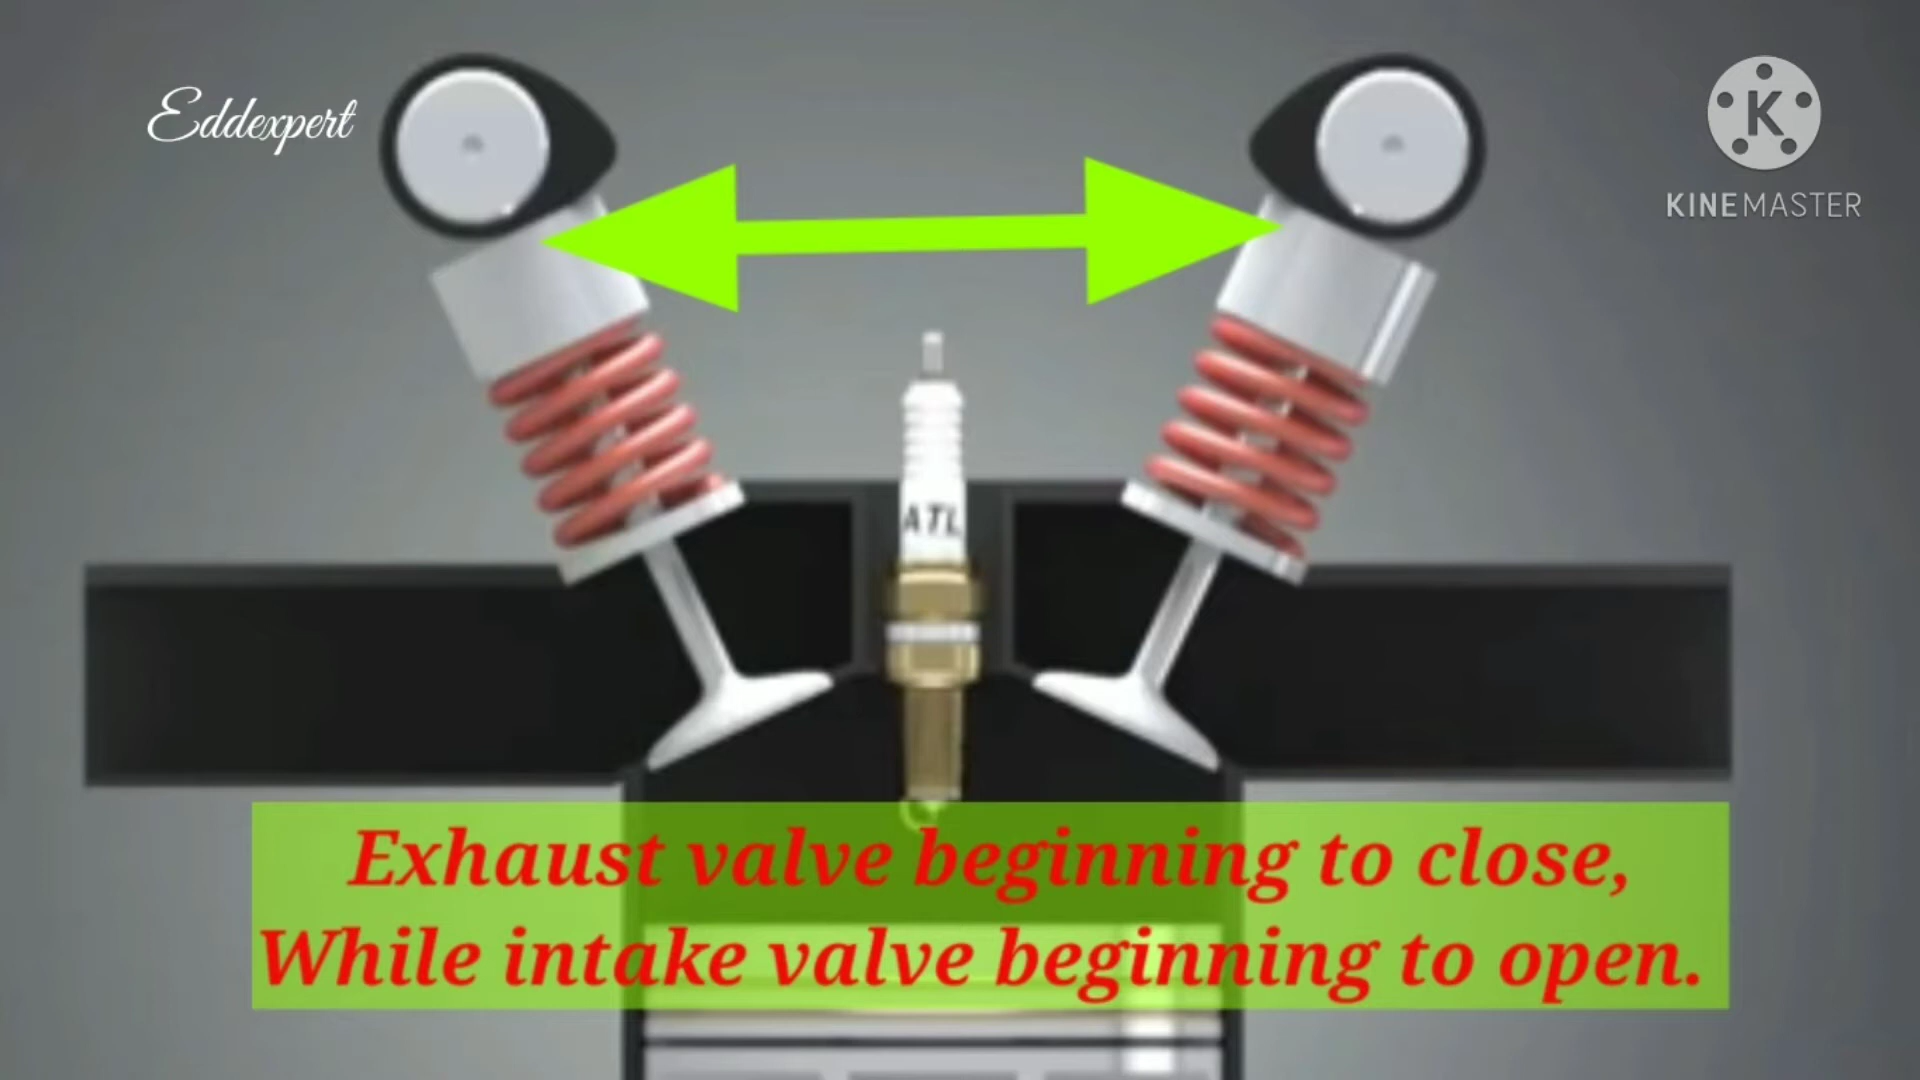 Eddexpert
K
KINEMASTER
ATL
Exhaust valve beginning to close,
While intake valve beginning to open.